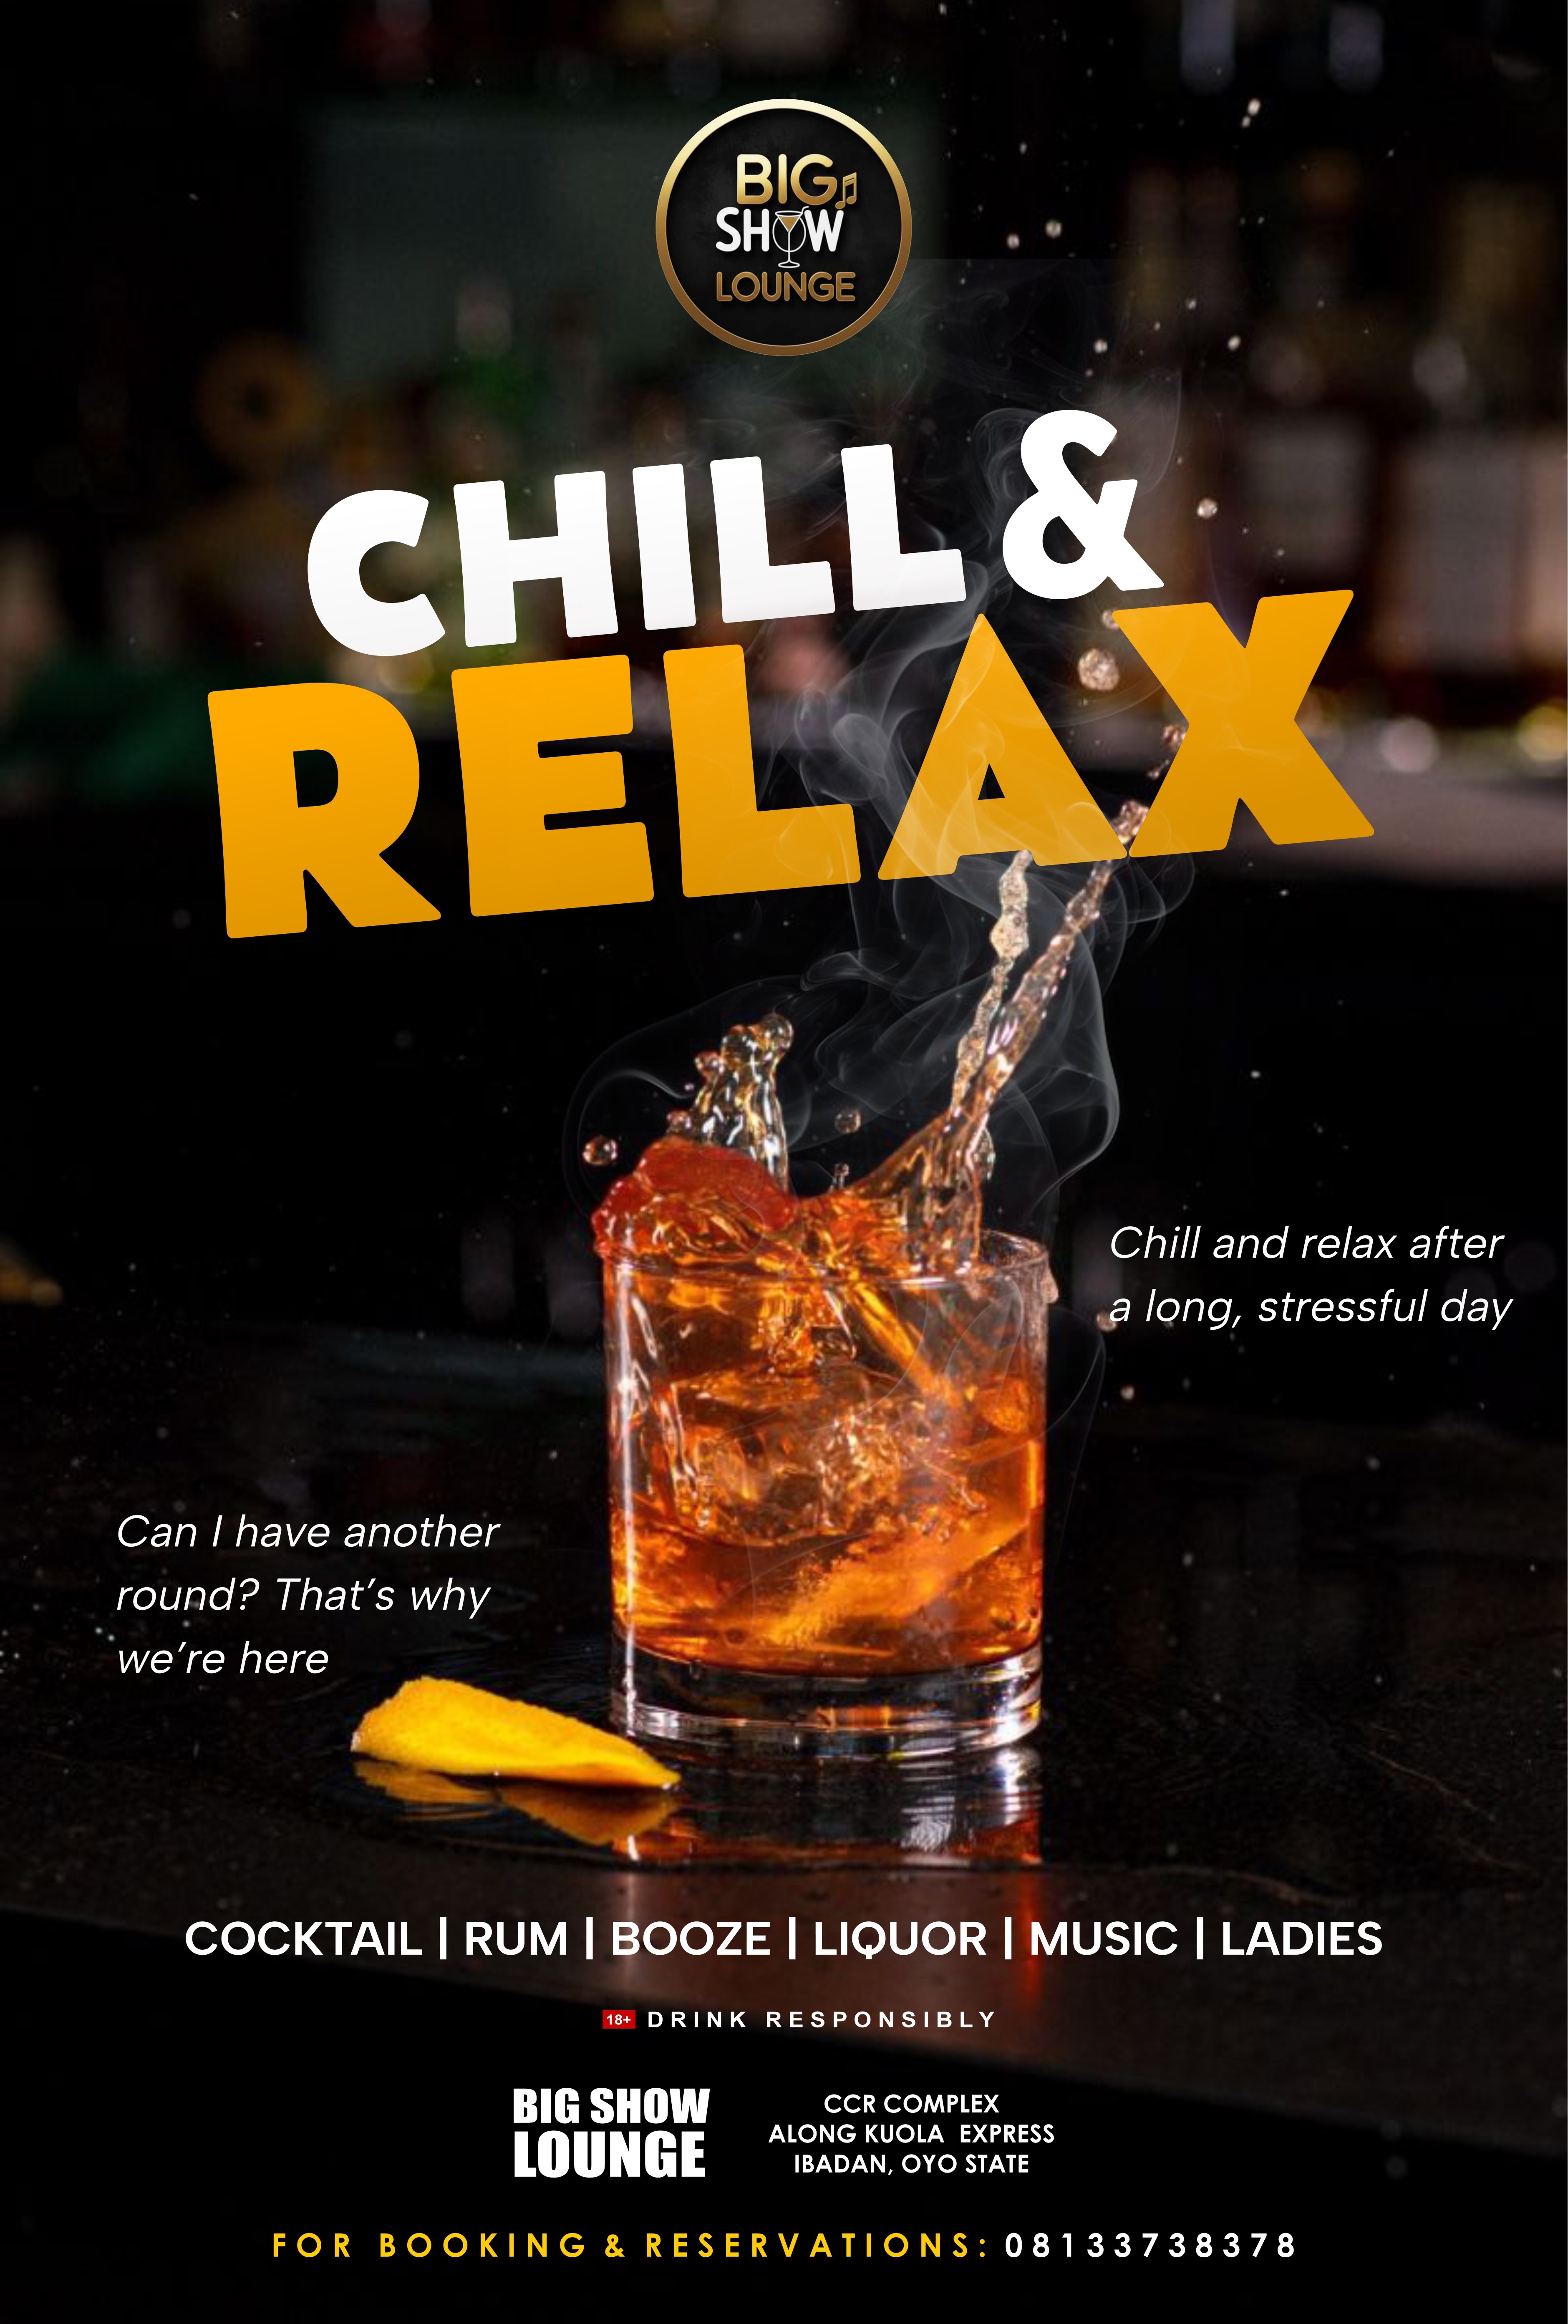 BIG
SHOW
LOUNGE
CHILL &
RELAX
Chill and relax after
a long, stressful day
Can I have another
round? That’s why
we’re here
COCKTAIL | RUM | BOOZE | LIQUOR | MUSIC | LADIES
18+ DRINK RESPONSIBLY
BIG SHOW
LOUNGE
CCR COMPLEX
ALONG KUOLA EXPRESS
IBADAN, OYO STATE
FOR BOOKING & RESERVATIONS: 08133738378